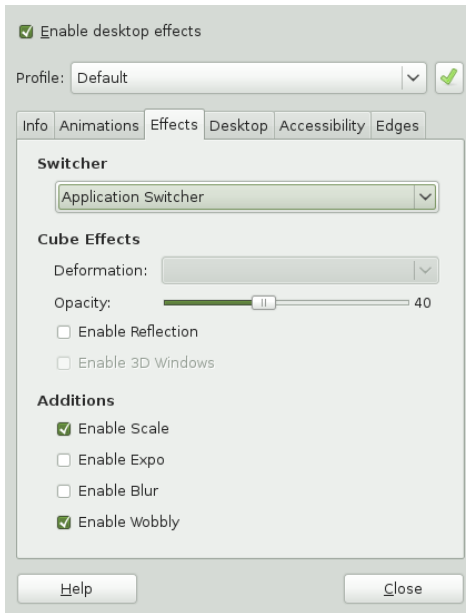 Enable desktop effects
Profile: Default
Info Animations Effects Desktop Accessibility Edges
Switcher
Application Switcher
Cube Effects
Deformation:
Opacity: 40
Enable Reflection
Enable 3D Windows
Additions
Enable Scale
Enable Expo
Enable Blur
Enable Wobbly
Help Close